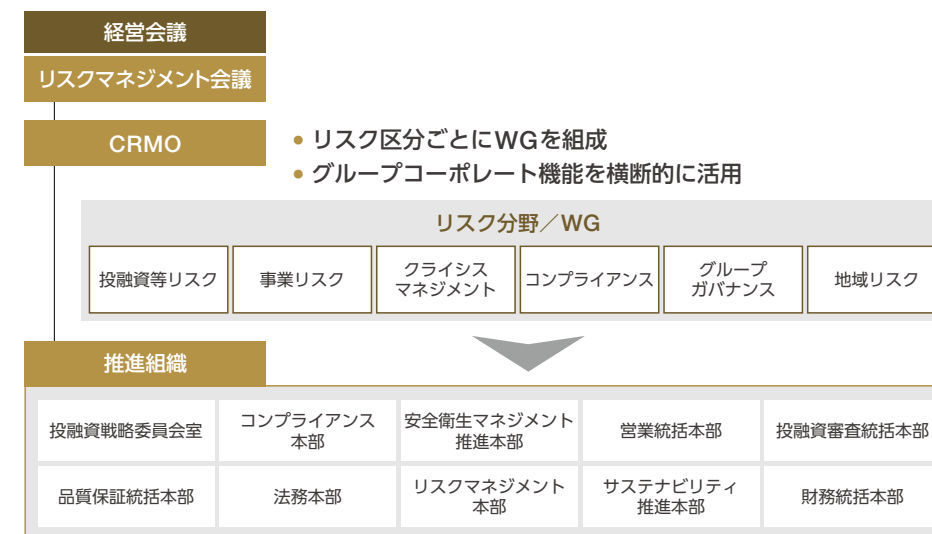 経営会議
リスクマネジメント会議
CRMO
• リスク区分ごとにWGを組成
• グループコーポレート機能を横断的に活用
リスク分野／WG
投融資等リスク
事業リスク
クライシス
マネジメント
コンプライアンス
グループ
ガバナンス
地域リスク
推進組織
投融資戦略委員会室
コンプライアンス
本部
安全衛生マネジメント
推進本部
営業統括本部
投融資審査統括本部
品質保証統括本部
法務本部
リスクマネジメント
本部
サステナビリティ
推進本部
財務統括本部